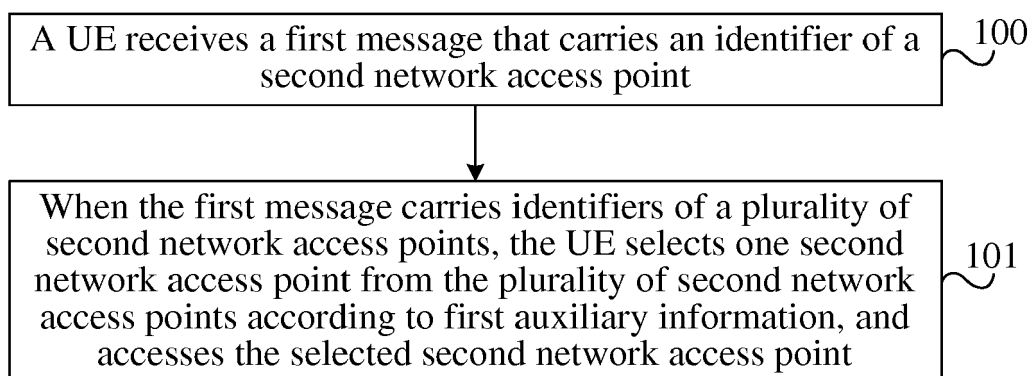 A UE receives a first message that carries an identifier of a
second network access point
100
When the first message carries identifiers of a plurality of
second network access points, the UE selects one second
network access point from the plurality of second network
access points according to first auxiliary information, and
accesses the selected second network access point
101